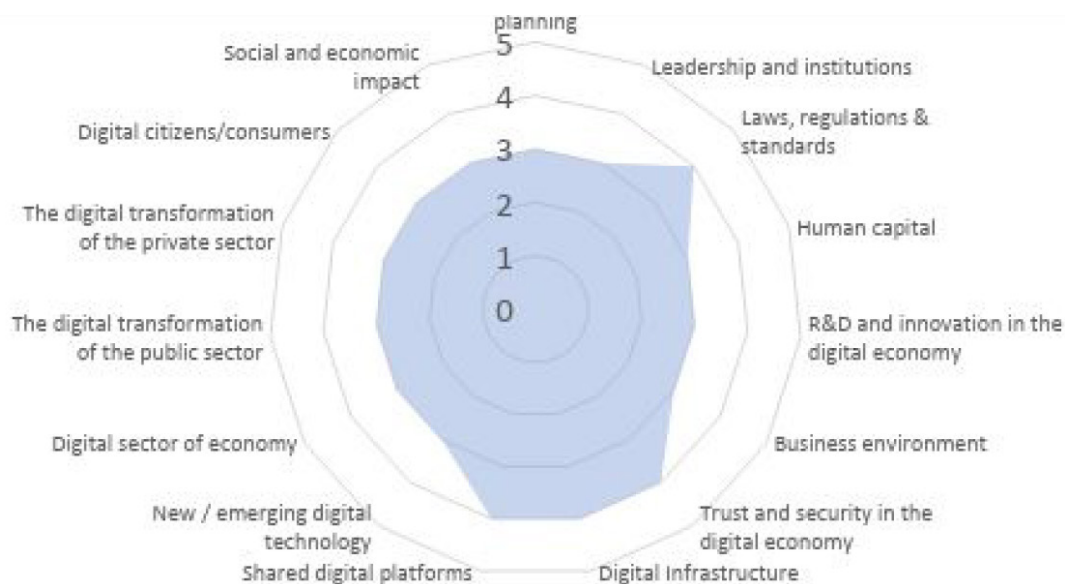 planning
5
Social and economic
impact
Leadership and institutions
4
Laws, regulations &
standards
Digital citizens/consumers
3
The digital transformation
of the private sector
2
Human capital
1
The digital transformation
of the public sector
0
R&D and innovation in the
digital economy
Digital sector of economy
Business environment
New / emerging digital
technology
Trust and security in the
digital economy
Shared digital platforms
Digital Infrastructure